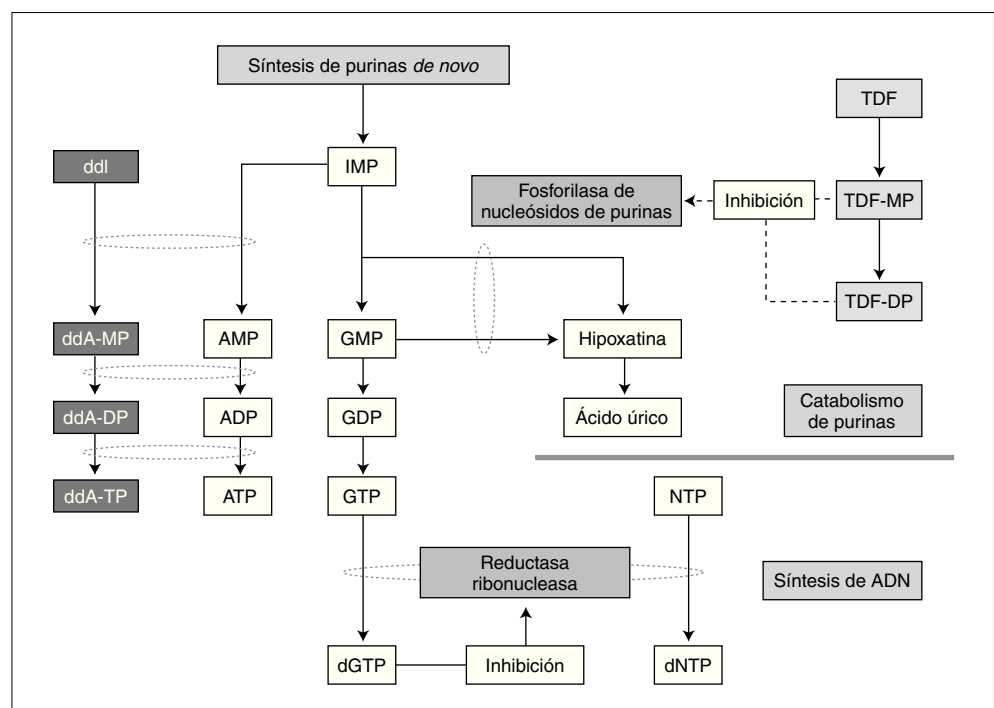 Síntesis de purinas de novo
TDF
ddI
IMP
Fosforilasa de
nucleósidos de purinas
Inhibición
TDF-MP
TDF-DP
ddA-MP
AMP
GMP
Hipoxatina
ddA-DP
ADP
GDP
Ácido úrico
Catabolismo
de purinas
ddA-TP
ATP
GTP
NTP
Reductasa
ribonucleasa
Síntesis de ADN
dGTP
Inhibición
dNTP